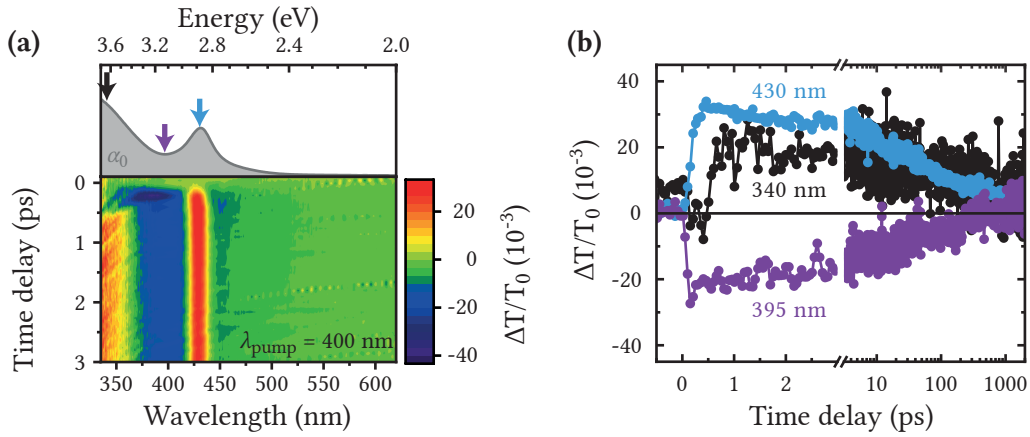 (a)
Energy (eV)
3.6 3.2 2.8 2.4 2.0
α0
Time delay (ps)
0
1
2
3
λpump = 400 nm
350 400 450 500 550 600
Wavelength (nm)
20
0
-20
-40
ΔT/T0 (10-3)
(b)
ΔT/T0 (10-3)
40
20
0
-20
-40
430 nm
340 nm
395 nm
0 1 2 10 100 1000
Time delay (ps)